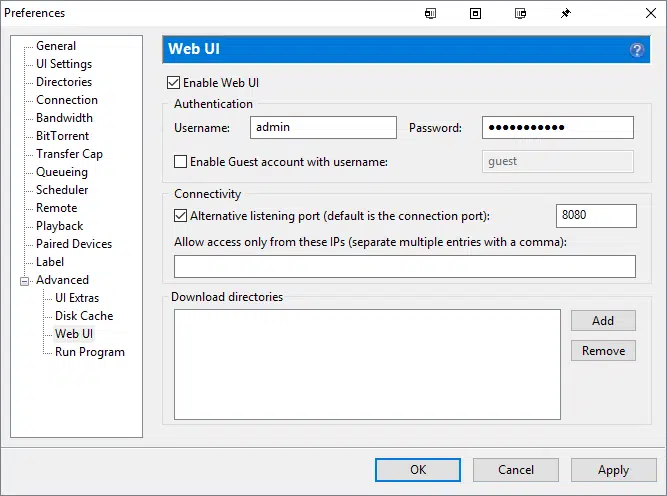 Preferences
General
UI Settings
Directories
Connection
Bandwidth
BitTorrent
Transfer Cap
Queueing
Scheduler
Remote
Playback
Paired Devices
Label
Advanced
UI Extras
Disk Cache
Web UI
Run Program
Web UI ?
Enable Web UI
Authentication
Username: admin Password: ●●●●●●●●●●●
Enable Guest account with username: guest
Connectivity
Alternative listening port (default is the connection port): 8080
Allow access only from these IPs (separate multiple entries with a comma):
Download directories
Add
Remove
OK Cancel Apply